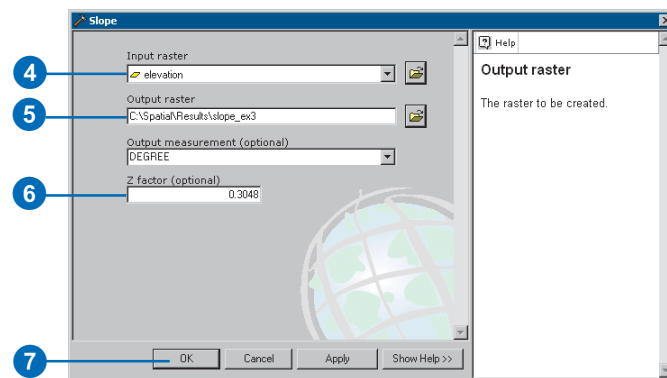 Slope
Help
Input raster
4
elevation
Output raster
The raster to be created.
Output raster
5
C:\Spatial\Results\slope_ex3
Output measurement (optional)
DEGREE
Z factor (optional)
6
0.3048
7
OK
Cancel
Apply
Show Help >>